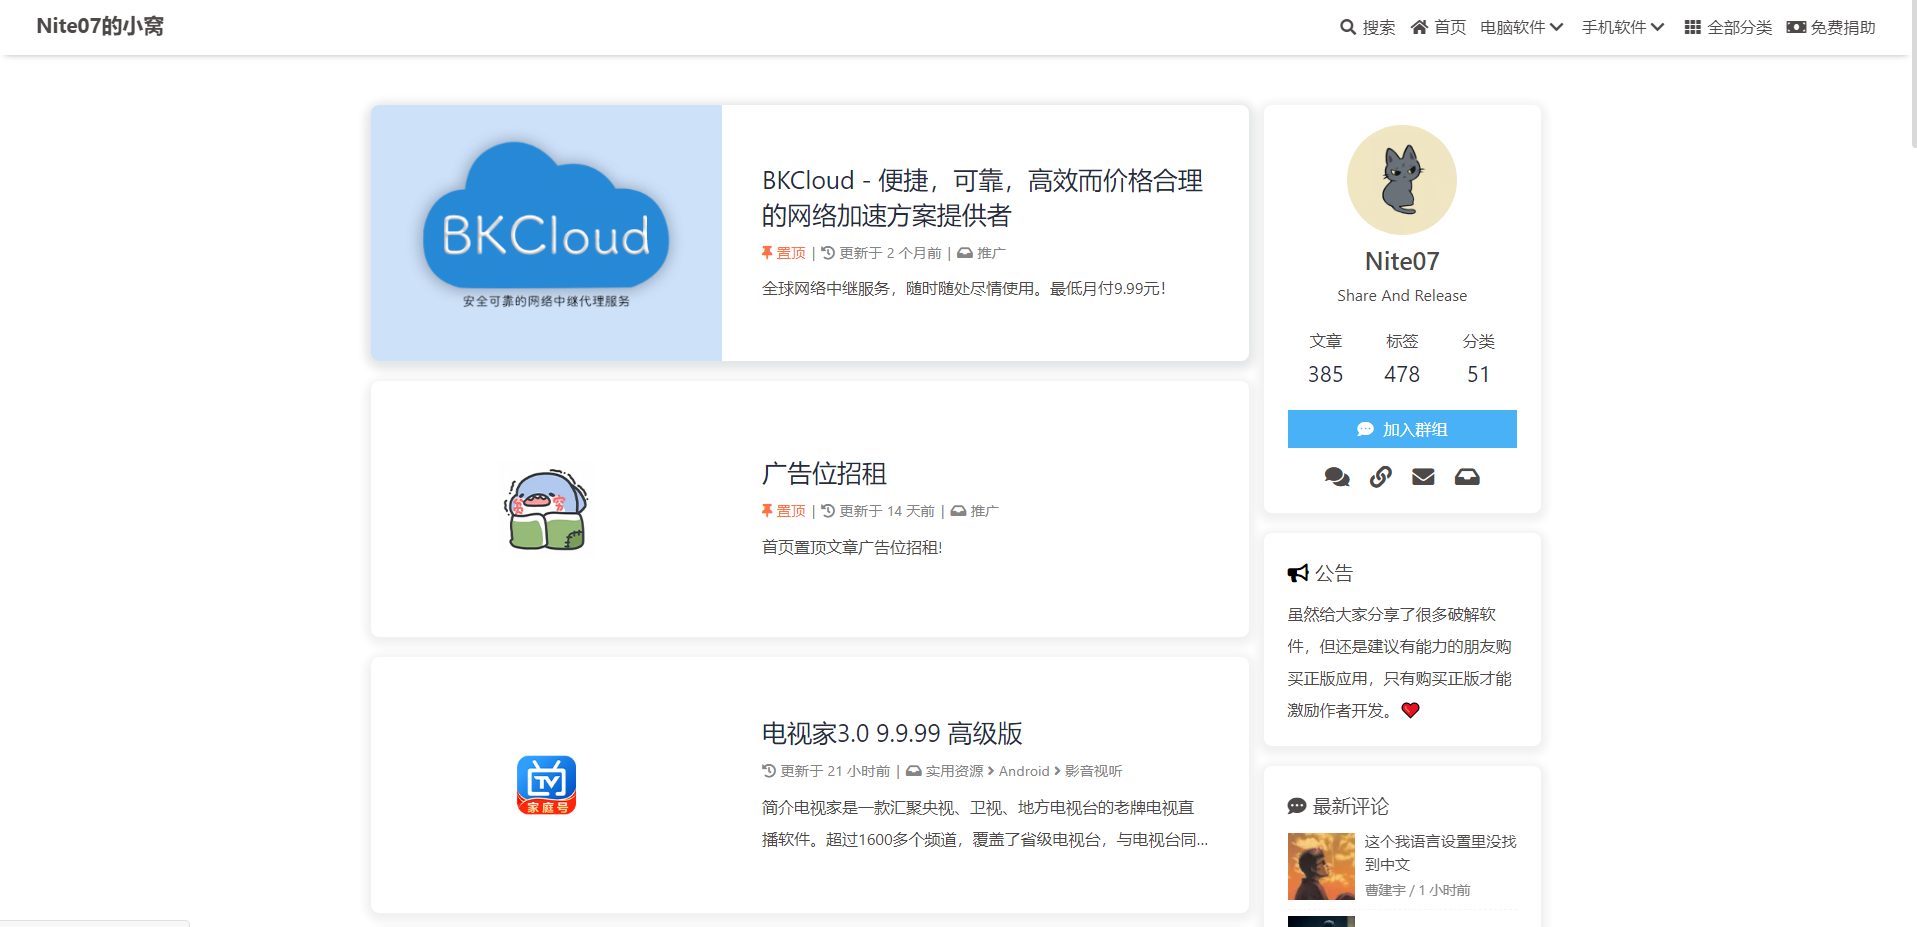 Nite07的小窝
搜索 首页 电脑软件 手机软件 全部分类 免费捐助
BKCloud
安全可靠的网络中继代理服务
BKCloud - 便捷，可靠，高效而价格合理
的网络加速方案提供者
置顶 | 更新于 2 个月前 | 推广
全球网络中继服务，随时随处尽情使用。最低月付9.99元！
广告位招租
置顶 | 更新于 14 天前 | 推广
首页置顶文章广告位招租!
TV
家庭号
电视家3.0 9.9.99 高级版
更新于 21 小时前 | 实用资源 > Android > 影音视听
简介电视家是一款汇聚央视、卫视、地方电视台的老牌电视直
播软件。超过1600多个频道，覆盖了省级电视台，与电视台同...
Nite07
Share And Release
文章 标签 分类
385 478 51
加入群组
公告
虽然给大家分享了很多破解软
件，但还是建议有能力的朋友购
买正版应用，只有购买正版才能
激励作者开发。
最新评论
这个我语言设置里没找
到中文
曹建宇 / 1 小时前